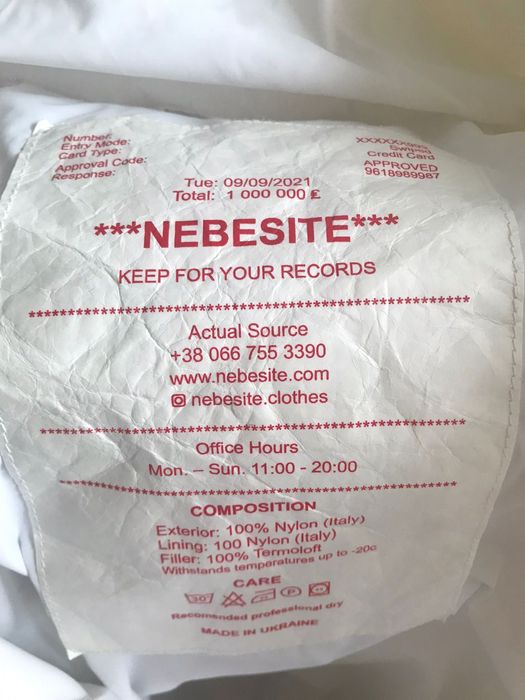 Number:
Entry Mode:
Card Type:
Approval Code:
Response:
Swiped
Credit Card
APPROVED
9618989987
Tue: 09/09/2021
Total: 1 000 000 £
***NEBESITE***
KEEP FOR YOUR RECORDS
*****************************************************
Actual Source
+38 066 755 3390
www.nebesite.com
nebesite.clothes
*****************************************************
Office Hours
Mon. – Sun. 11:00 - 20:00
*****************************************************
COMPOSITION
Exterior: 100% Nylon (Italy)
Lining: 100 Nylon (Italy)
Filler: 100% Termoloft
Withstands temperatures up to -20c
CARE
30 P
Recomended professional dry
MADE IN UKRAINE